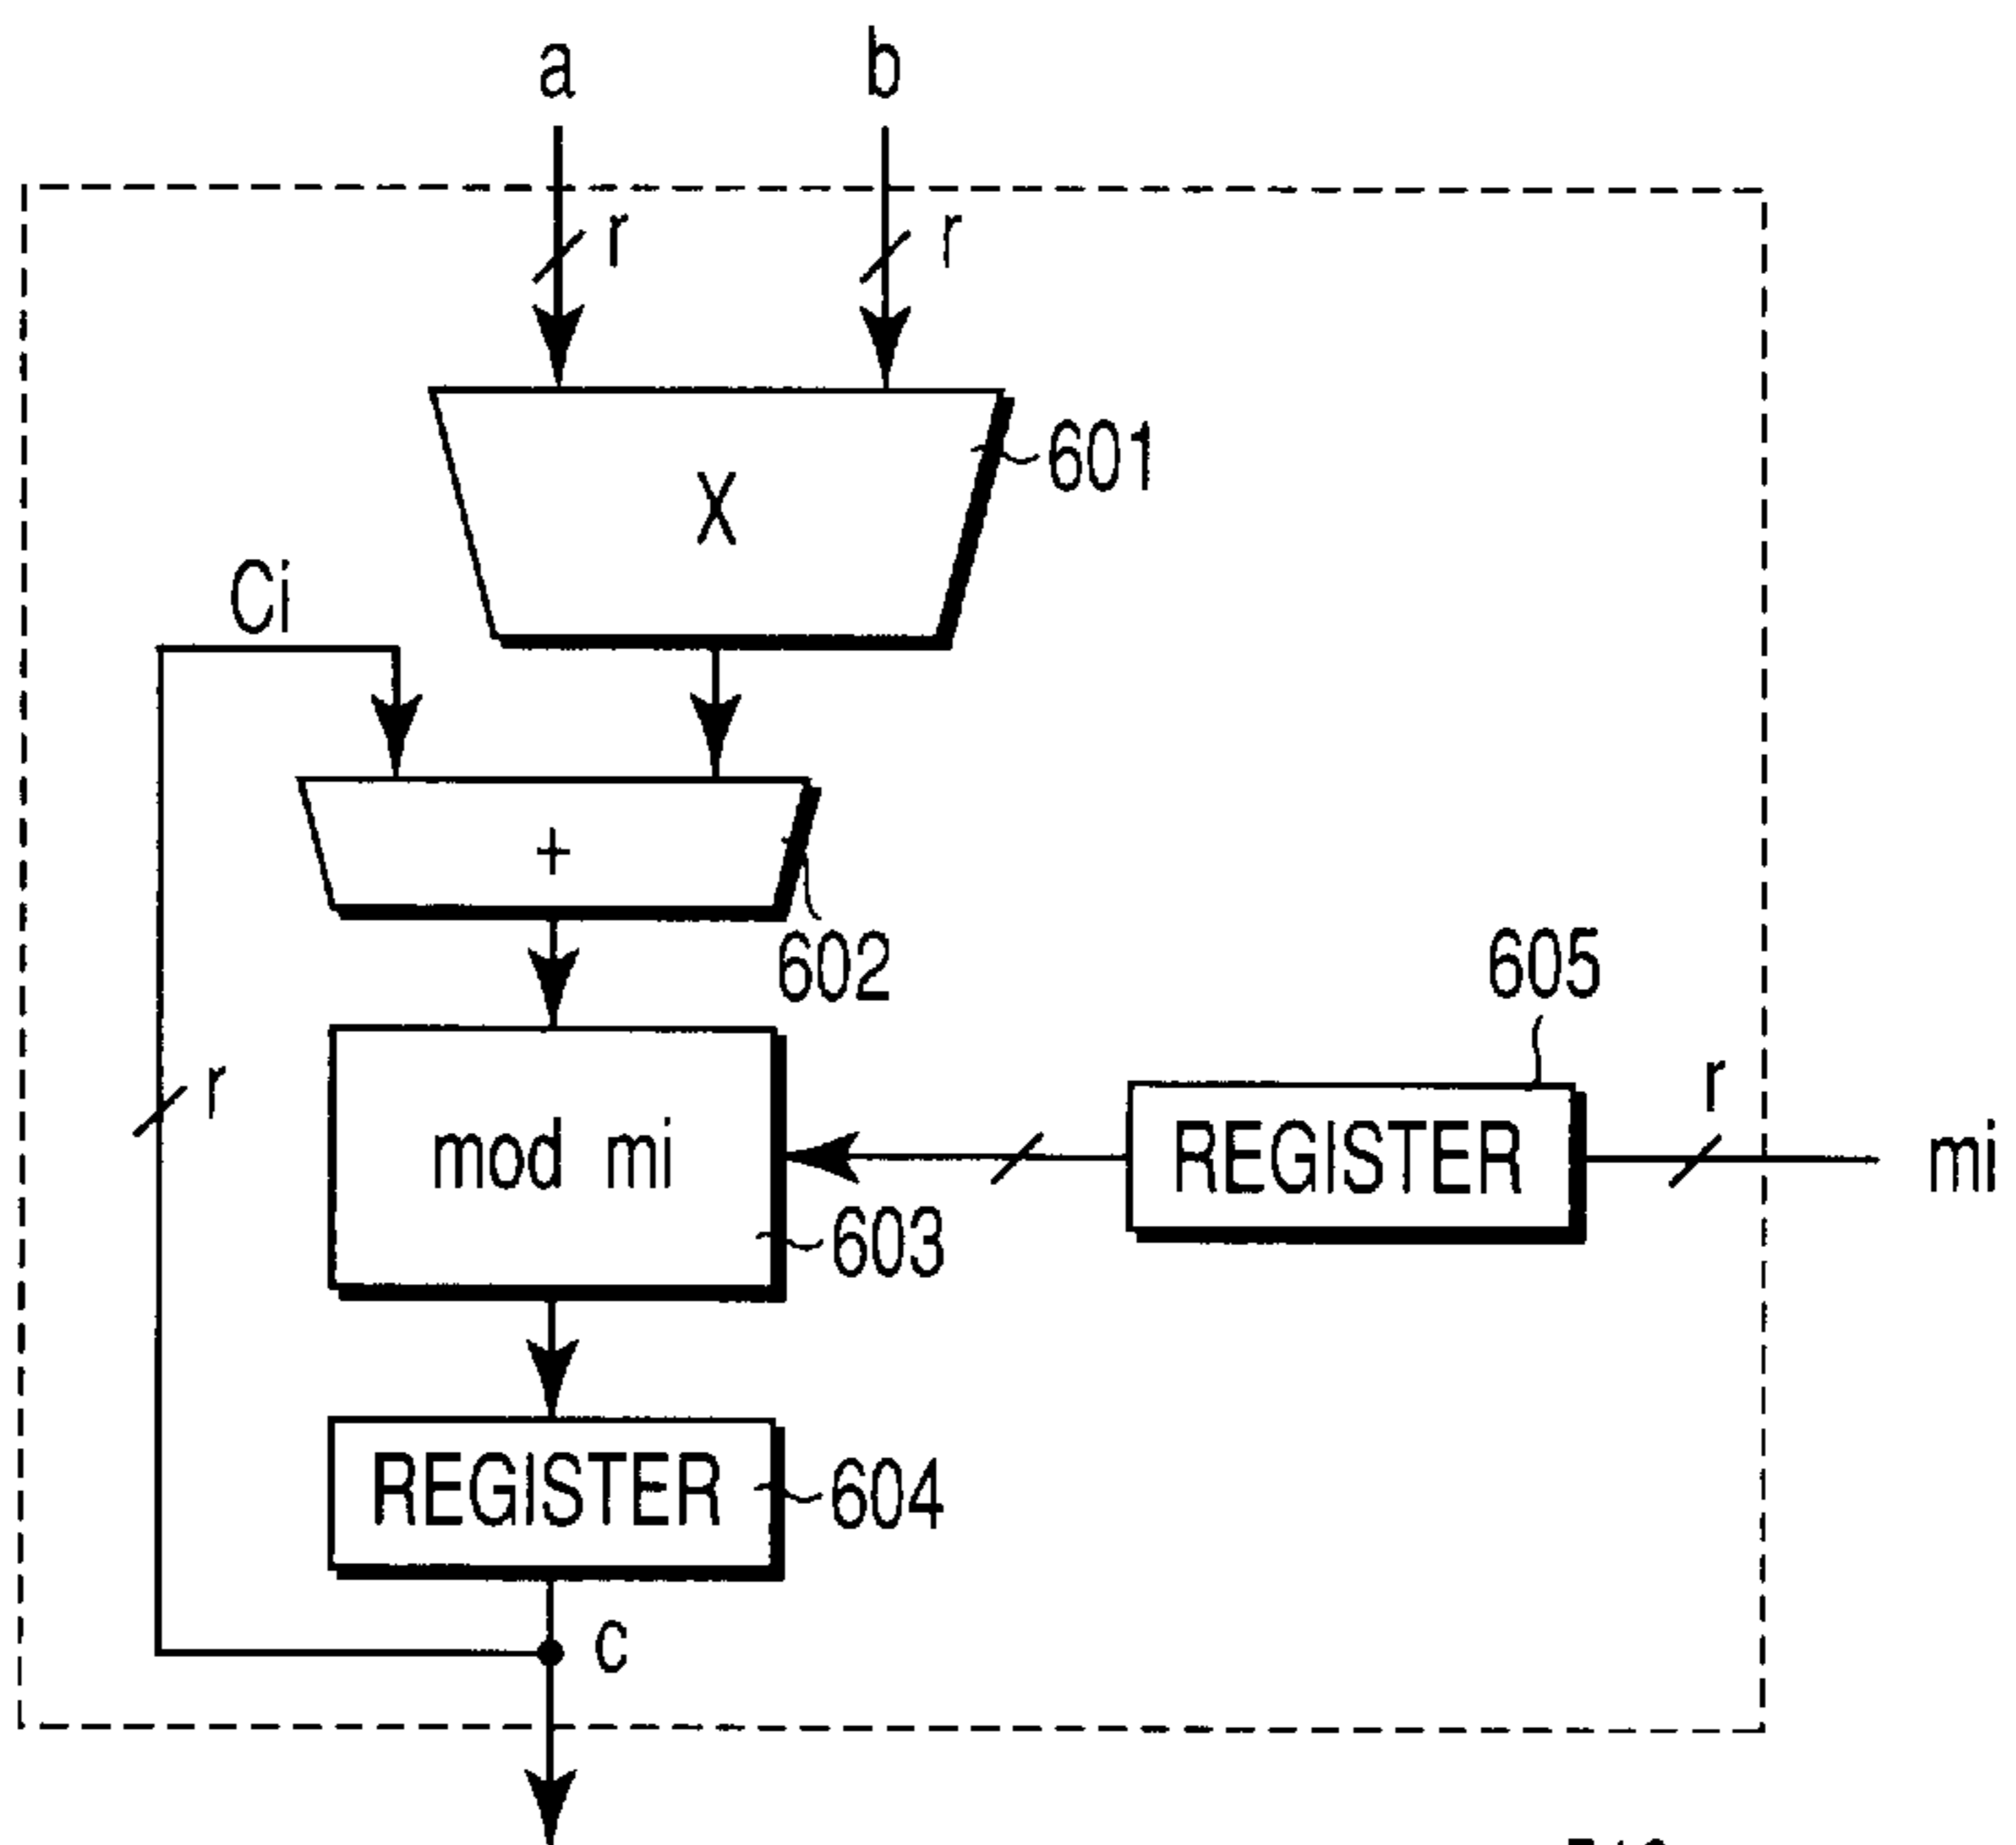 a b
r r
X
601
Ci
+
602
605
r
r
mod mi
REGISTER
mi
603
REGISTER
604
c